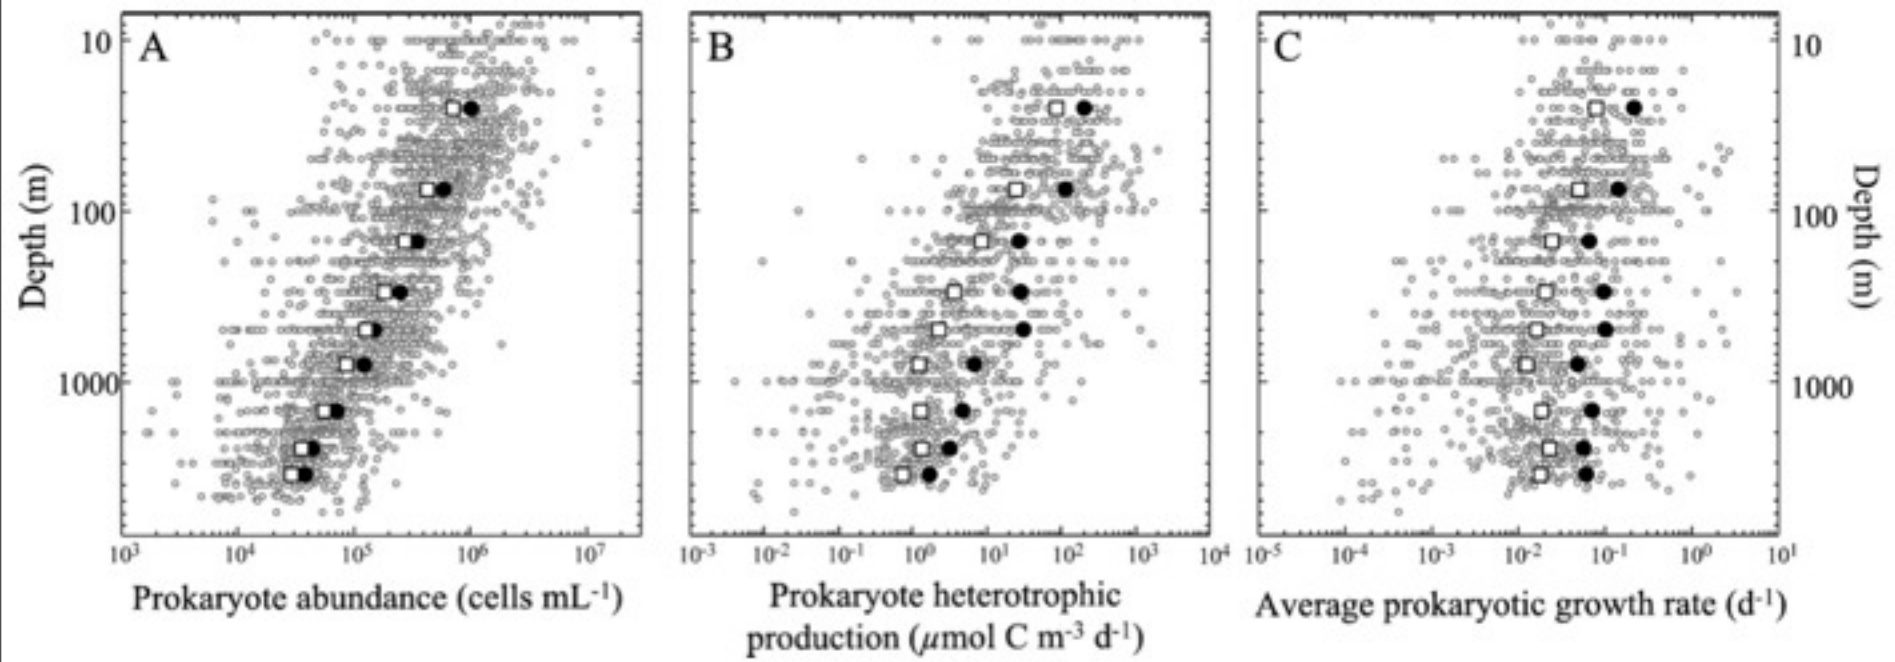 A
B
C
10
100
1000
Depth (m)
10³
10⁴
10⁵
10⁶
10⁷
Prokaryote abundance (cells mL⁻¹)
10⁻³
10⁻²
10⁻¹
10⁰
10¹
10²
10³
10⁴
Prokaryote heterotrophic
production (μmol C m⁻³ d⁻¹)
10⁻⁵
10⁻⁴
10⁻³
10⁻²
10⁻¹
10⁰
10¹
Average prokaryotic growth rate (d⁻¹)
10
100
1000
Depth (m)